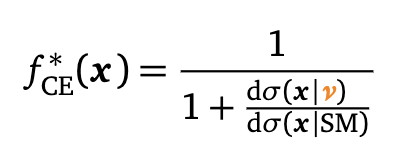 f*CE(x) = 1 / (1 + dσ(x|ν) / dσ(x|SM))